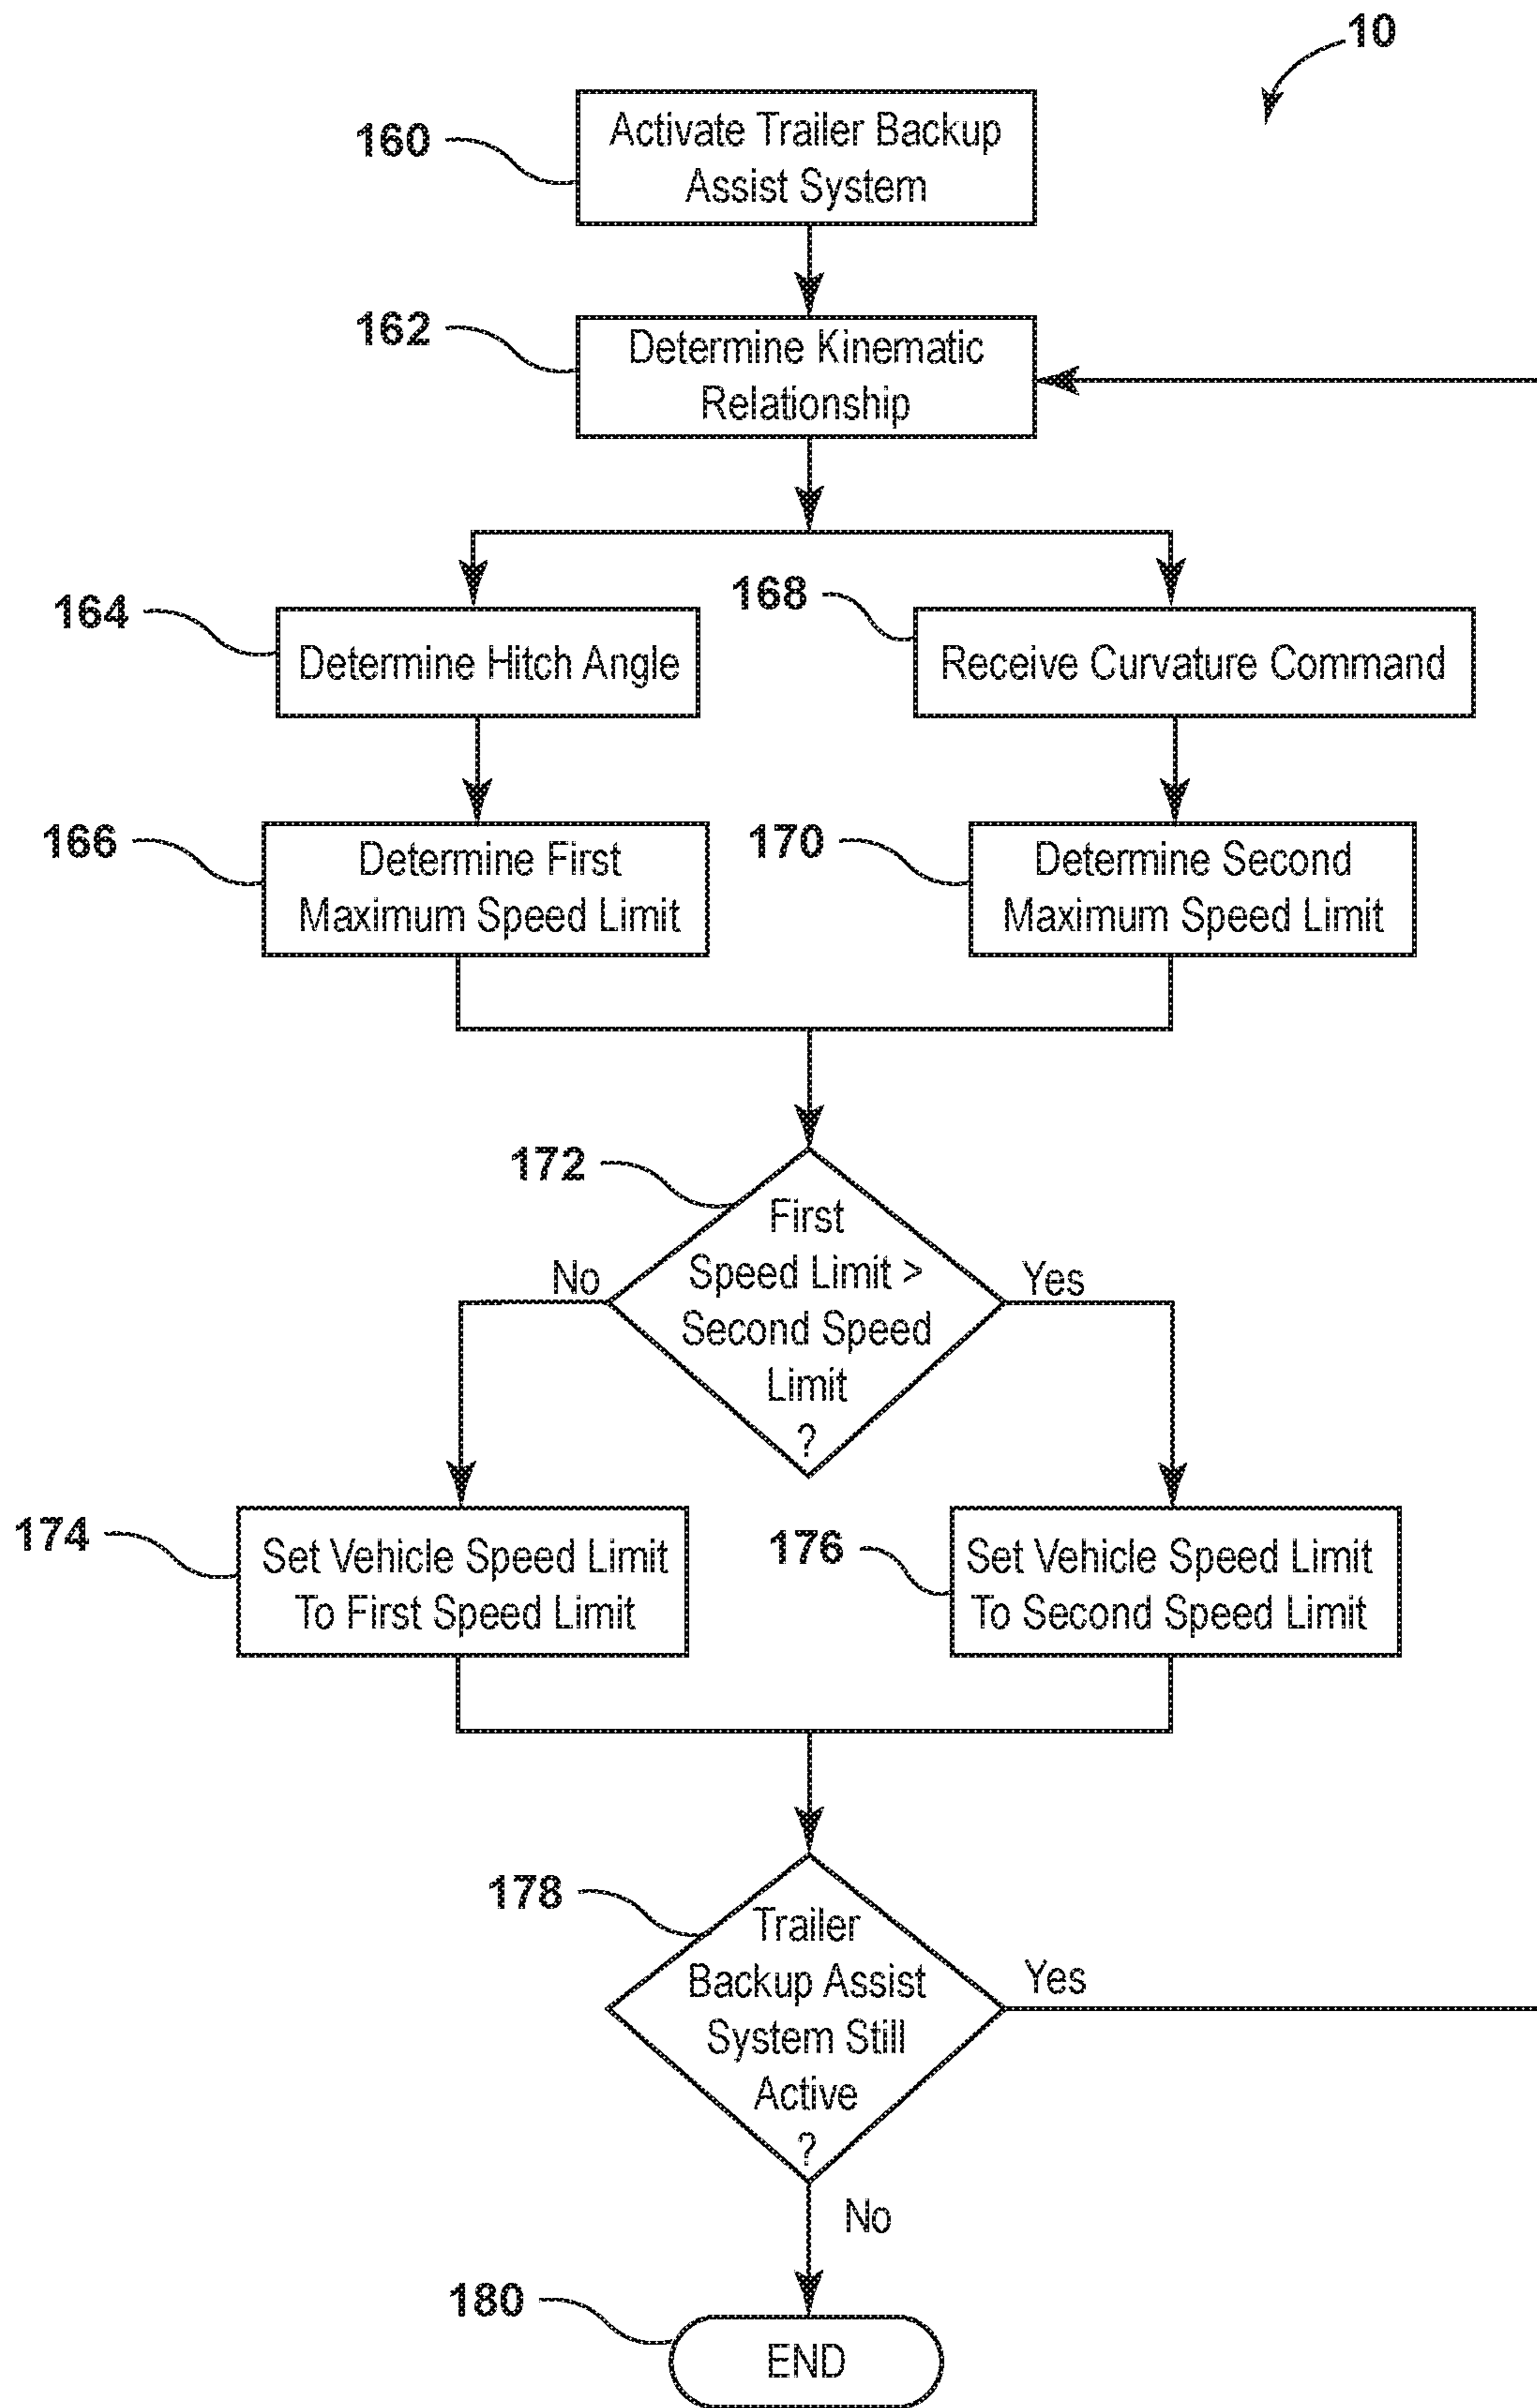 10
160
Activate Trailer Backup
Assist System
162
Determine Kinematic
Relationship
164
Determine Hitch Angle
168
Receive Curvature Command
166
Determine First
Maximum Speed Limit
170
Determine Second
Maximum Speed Limit
172
First
Speed Limit >
Second Speed
Limit
?
No
Yes
174
Set Vehicle Speed Limit
To First Speed Limit
176
Set Vehicle Speed Limit
To Second Speed Limit
178
Trailer
Backup Assist
System Still
Active
?
Yes
No
180
END